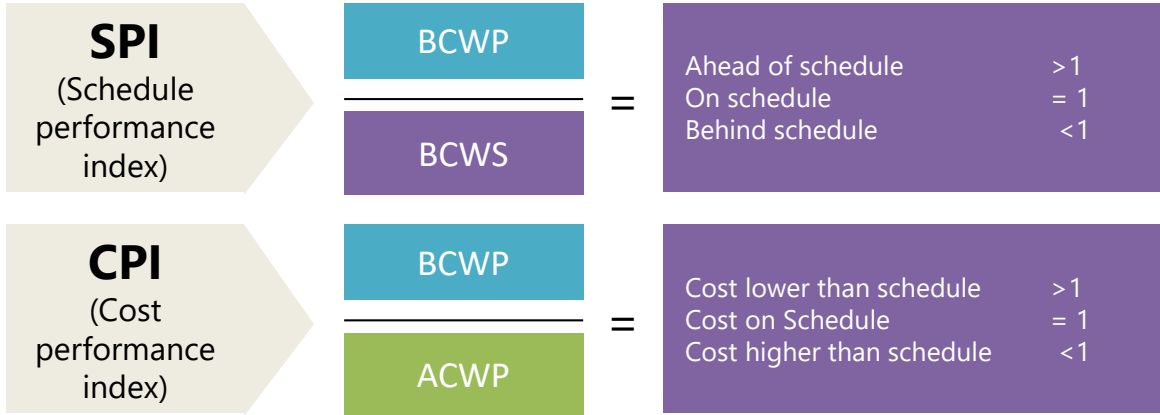 SPI
(Schedule
performance
index)
BCWP
BCWS
=
Ahead of schedule >1
On schedule = 1
Behind schedule <1
CPI
(Cost
performance
index)
BCWP
ACWP
=
Cost lower than schedule >1
Cost on Schedule = 1
Cost higher than schedule <1